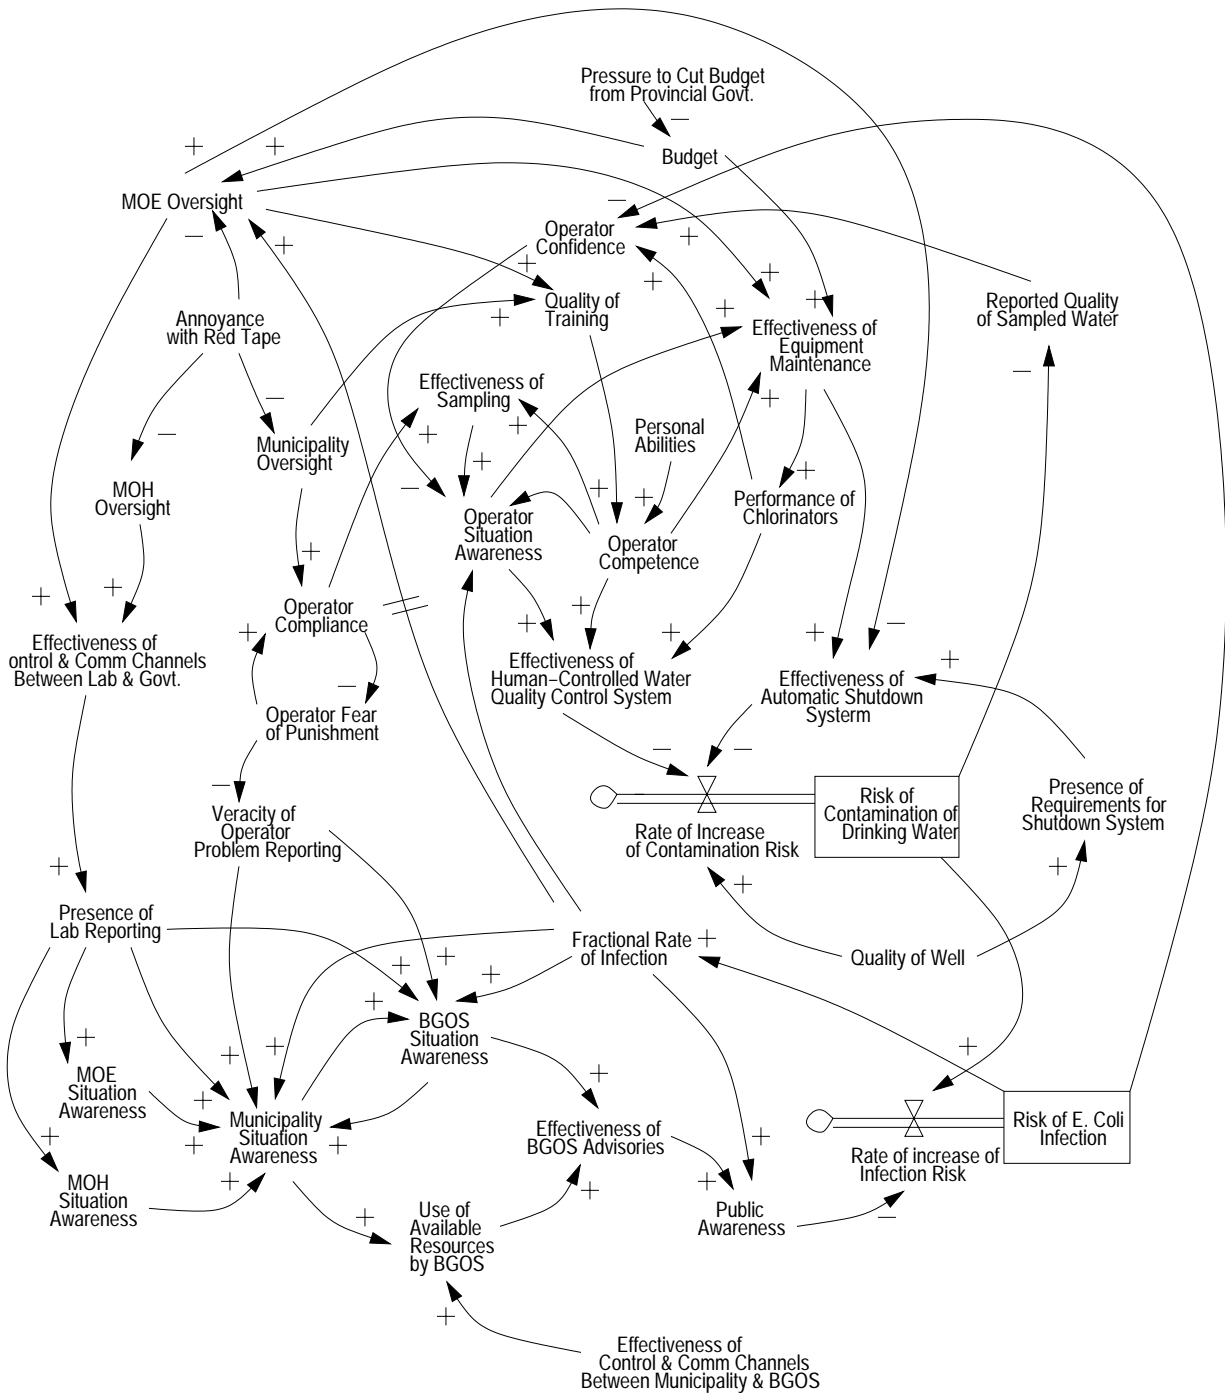 Pressure to Cut Budget
from Provincial Govt.
−
Budget
+
+
MOE Oversight
−
Operator
Confidence
−
+
+
+
+
+
Quality of
Training
+
+
+
+
Reported Quality
of Sampled Water
−
Annoyance
with Red Tape
Effectiveness of
Equipment
Maintenance
+
Effectiveness of
Sampling
+
+
−
−
Municipality
Oversight
Personal
Abilities
+
+
+
−
MOH
Oversight
Operator
Situation
Awareness
Performance of
Chlorinators
+
Operator
Competence
+
+
+
Operator
Compliance
+
+
+
+
+
−
+
Effectiveness of
ontrol & Comm Channels
Between Lab & Govt.
Effectiveness of
Human−Controlled Water
Quality Control System
Effectiveness of
Automatic Shutdown
Systerm
+
−
Operator Fear
of Punishment
−
−
−
Veracity of
Operator
Problem Reporting
Rate of Increase
of Contamination Risk
Risk of
Contamination of
Drinking Water
Presence of
Requirements for
Shutdown System
+
+
+
Presence of
Lab Reporting
Fractional Rate
of Infection
+
Quality of Well
+
+
+
+
BGOS
Situation
Awareness
+
+
+
+
MOE
Situation
Awareness
+
+
+
Municipality
Situation
Awareness
+
+
Effectiveness of
BGOS Advisories
+
Risk of E. Coli
Infection
Rate of increase of
Infection Risk
+
MOH
Situation
Awareness
+
+
Use of
Available
Resources
by BGOS
+
+
Public
Awareness
−
+
Effectiveness of
Control & Comm Channels
Between Municipality & BGOS